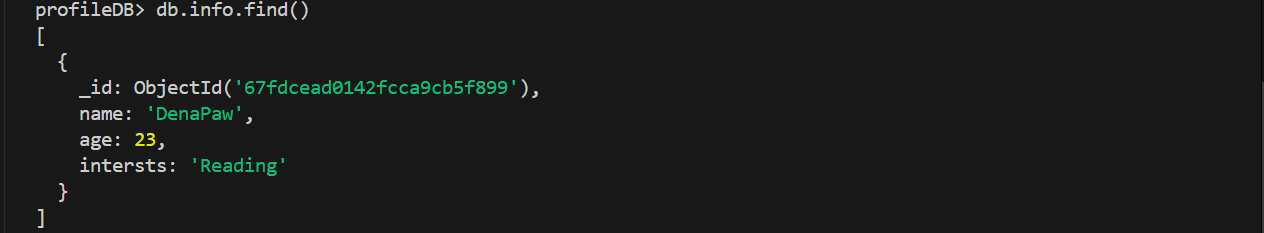 profileDB> db.info.find()
[
  {
    _id: ObjectId('67fdcead0142fcca9cb5f899'),
    name: 'DenaPaw',
    age: 23,
    intersts: 'Reading'
  }
]